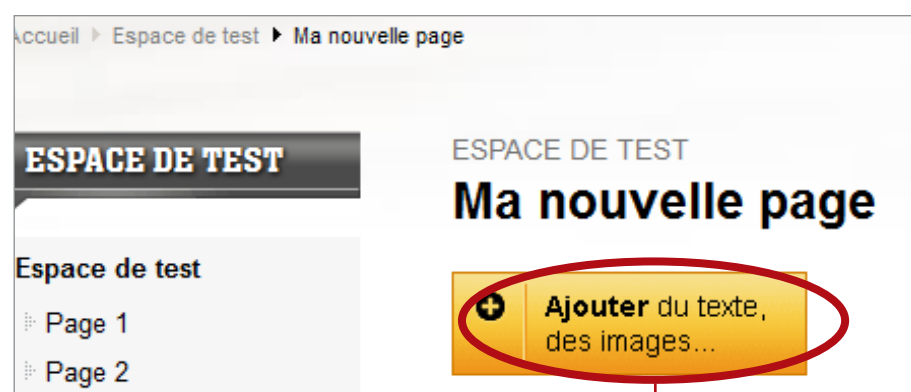 Accueil Espace de test Ma nouvelle page
ESPACE DE TEST
ESPACE DE TEST
Ma nouvelle page
Espace de test
Page 1
Page 2
Ajouter du texte,
des images...